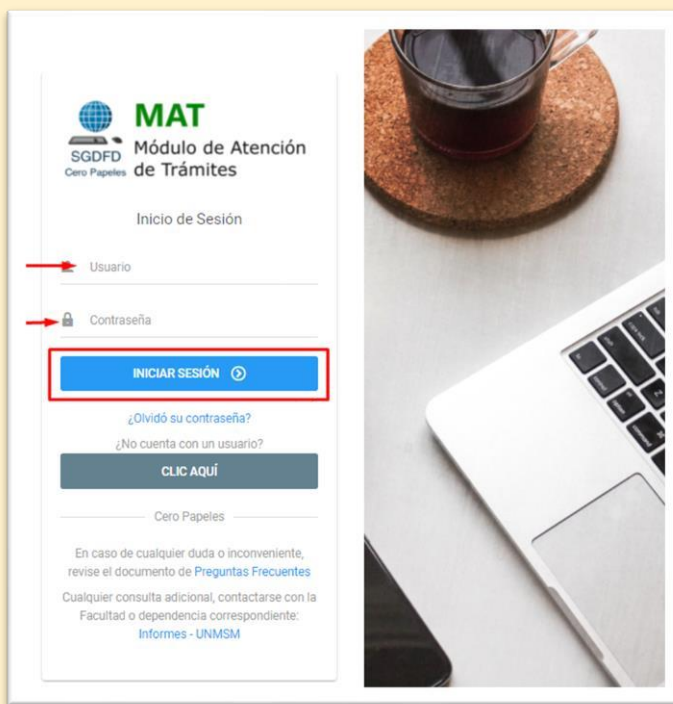 MAT
SGDFD
Cero Papeles
Módulo de Atención
de Trámites
Inicio de Sesión
Usuario
Contraseña
INICIAR SESIÓN
¿Olvidó su contraseña?
¿No cuenta con un usuario?
CLIC AQUÍ
Cero Papeles
En caso de cualquier duda o inconveniente,
revise el documento de Preguntas Frecuentes
Cualquier consulta adicional, contactarse con la
Facultad o dependencia correspondiente:
Informes - UNMSM